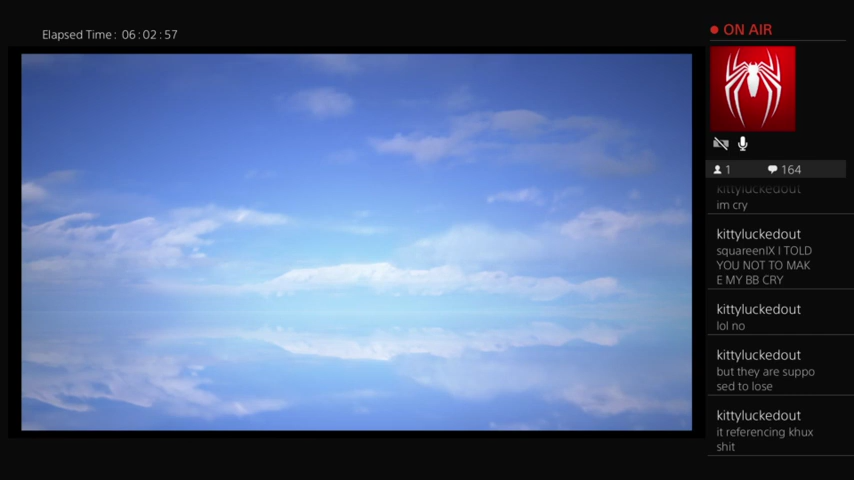 Elapsed Time: 06:02:57
ON AIR
1 164
kittyluckedout
im cry
kittyluckedout
squareenIX I TOLD
YOU NOT TO MAK
E MY BB CRY
kittyluckedout
lol no
kittyluckedout
but they are suppo
sed to lose
kittyluckedout
it referencing khux
shit